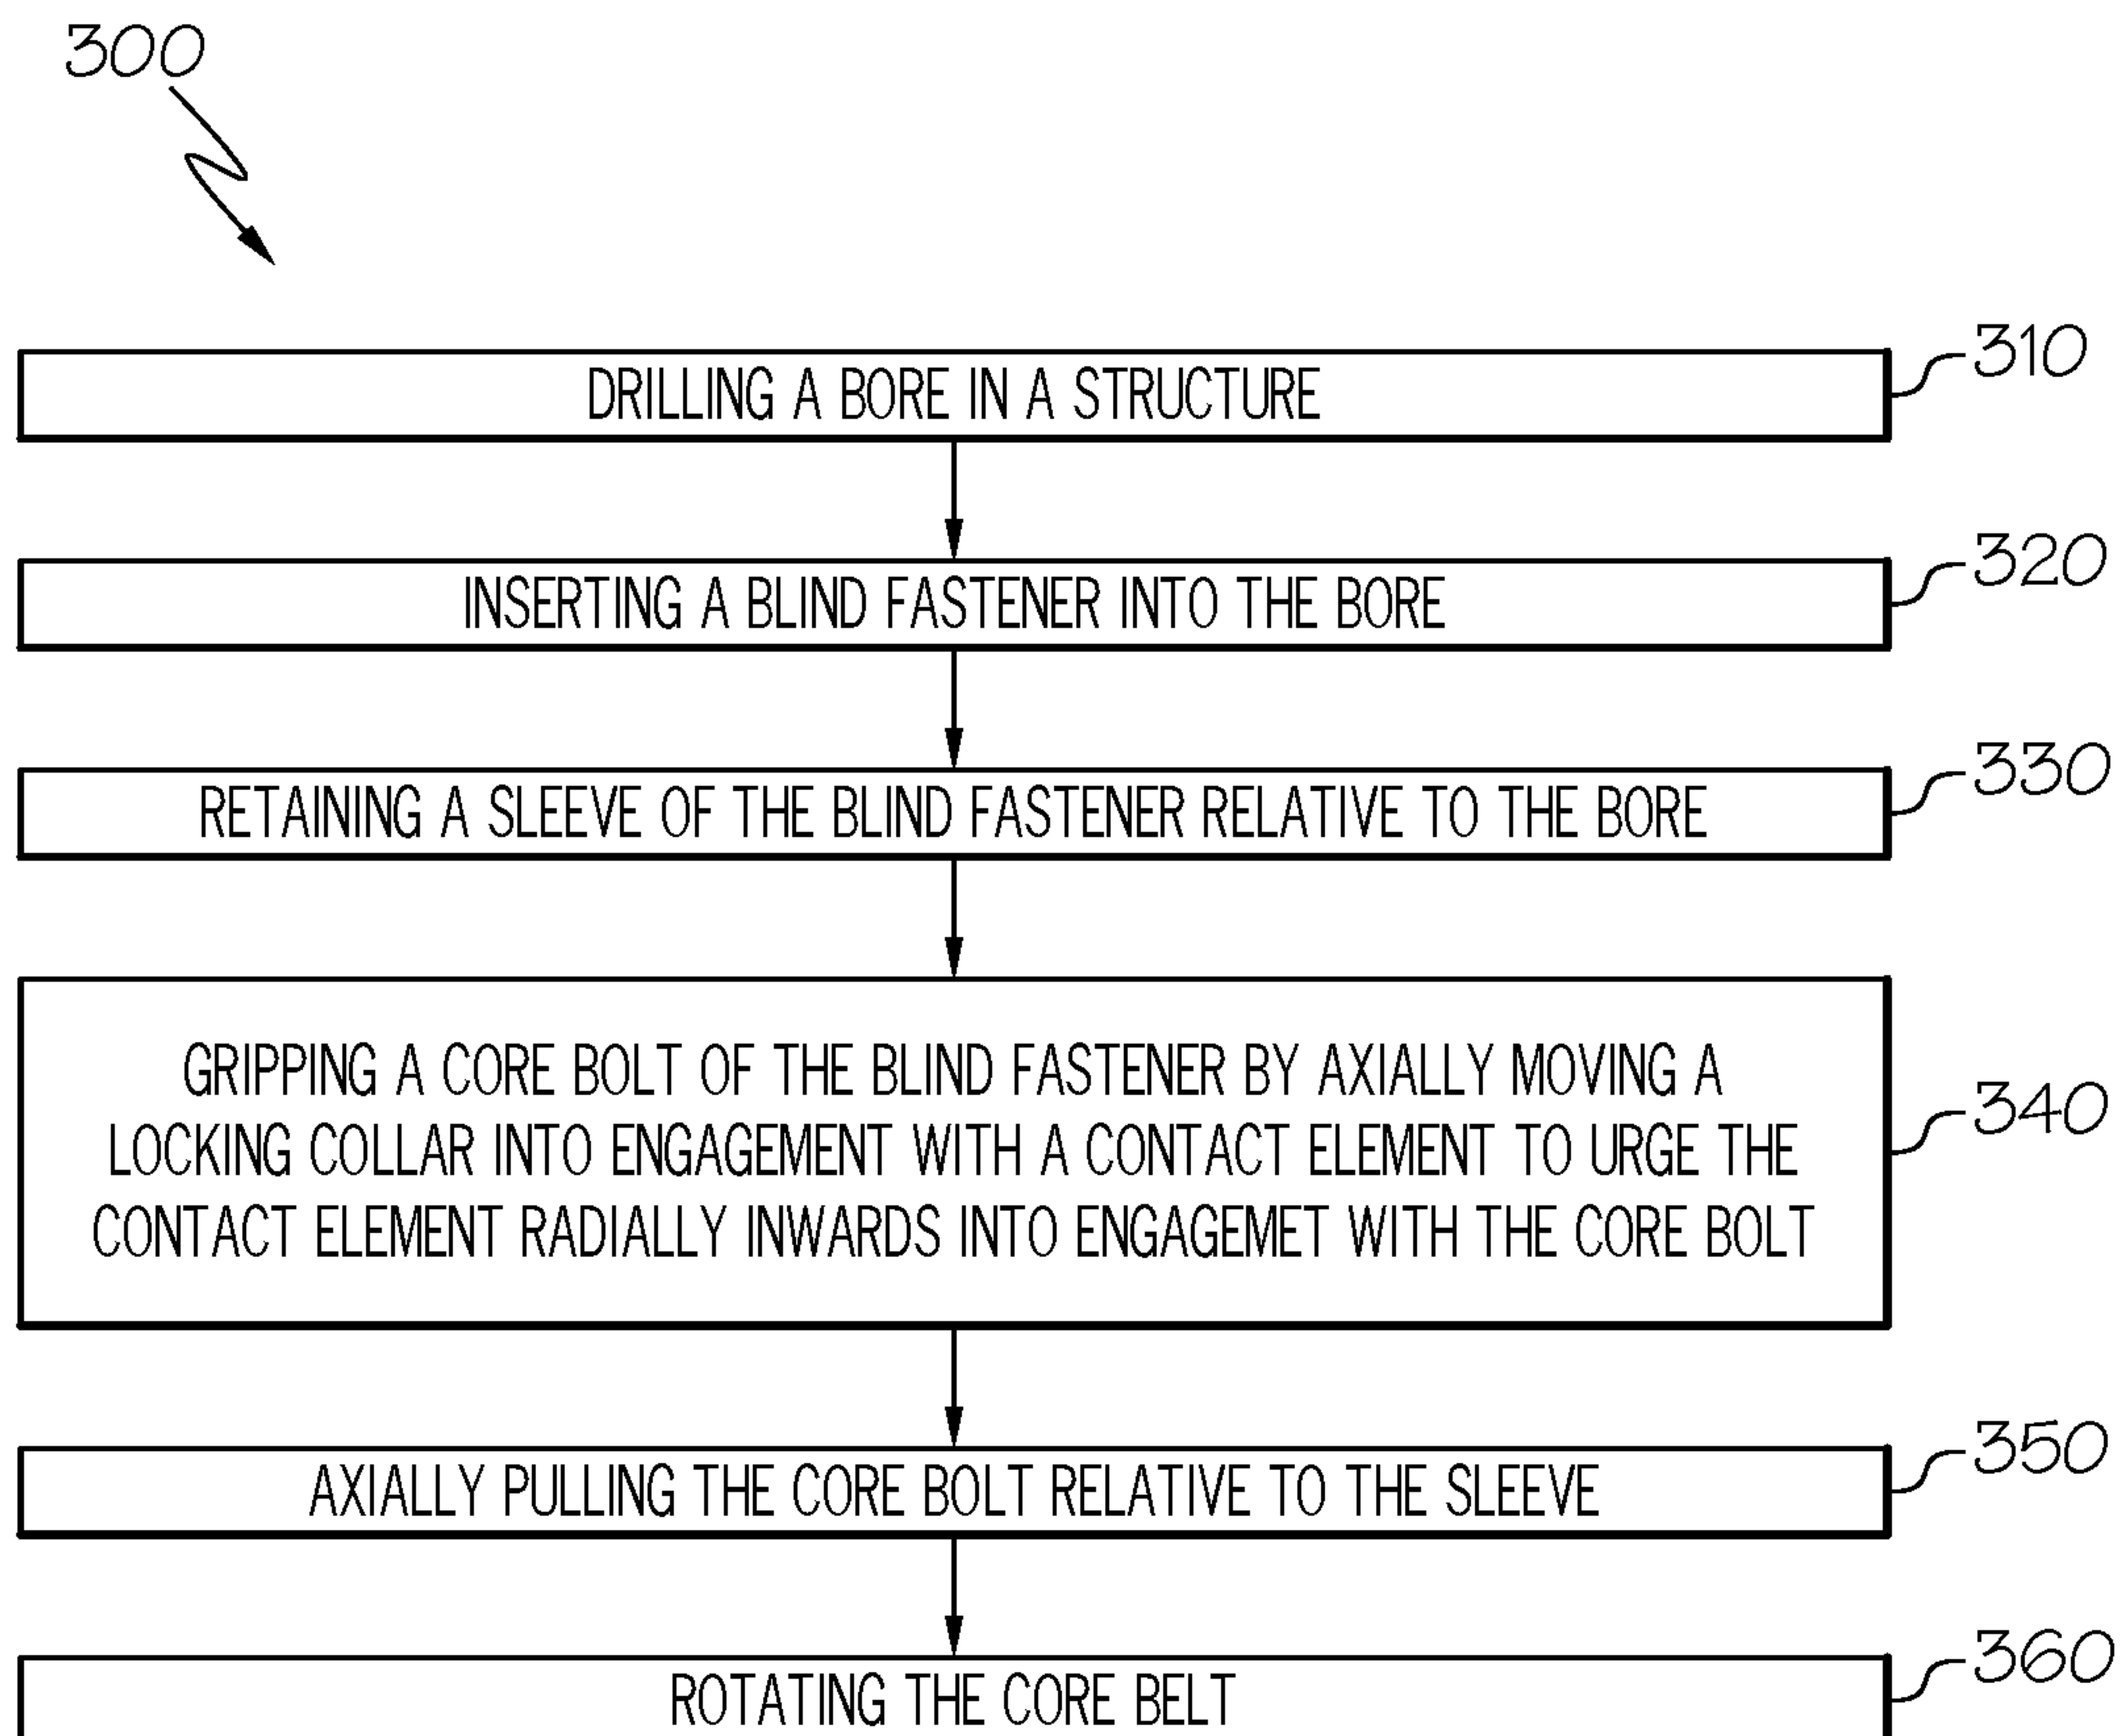 300
DRILLING A BORE IN A STRUCTURE
310
INSERTING A BLIND FASTENER INTO THE BORE
320
RETAINING A SLEEVE OF THE BLIND FASTENER RELATIVE TO THE BORE
330
GRIPPING A CORE BOLT OF THE BLIND FASTENER BY AXIALLY MOVING A
LOCKING COLLAR INTO ENGAGEMENT WITH A CONTACT ELEMENT TO URGE THE
CONTACT ELEMENT RADIALLY INWARDS INTO ENGAGEMET WITH THE CORE BOLT
340
AXIALLY PULLING THE CORE BOLT RELATIVE TO THE SLEEVE
350
ROTATING THE CORE BELT
360